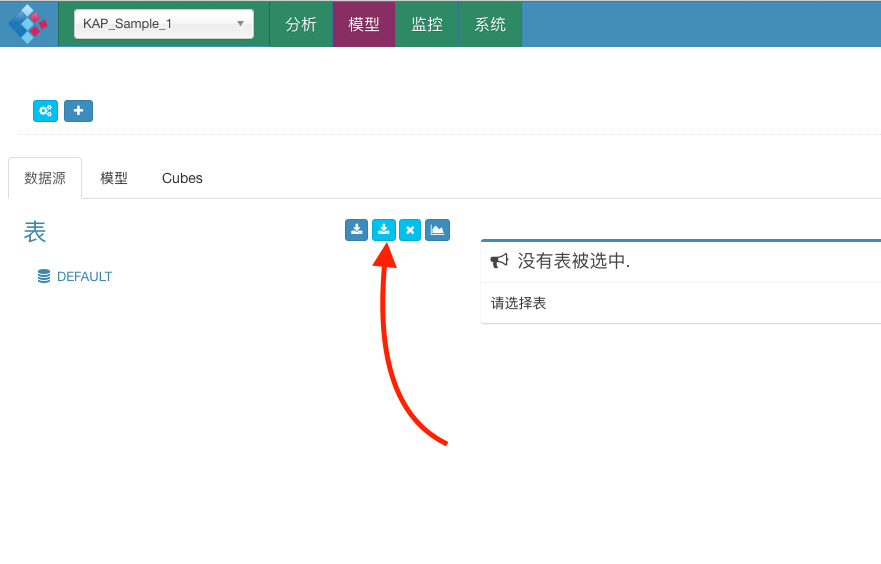 KAP_Sample_1 分析 模型 监控 系统
数据源 模型 Cubes
表
DEFAULT
没有表被选中.
请选择表